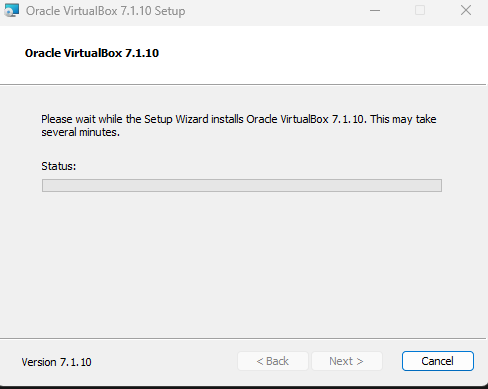 Oracle VirtualBox 7.1.10 Setup
Oracle VirtualBox 7.1.10
Please wait while the Setup Wizard installs Oracle VirtualBox 7.1.10. This may take
several minutes.
Status:
Version 7.1.10
< Back
Next >
Cancel